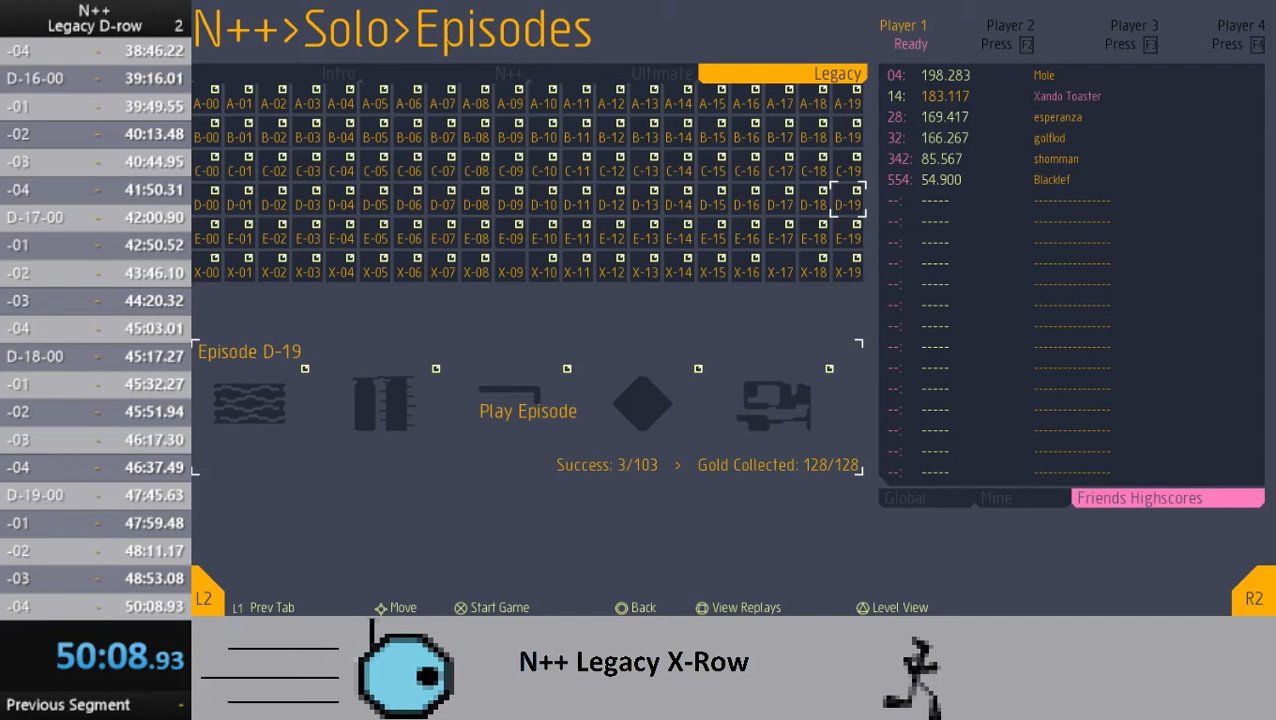 N++
Legacy D-row 2
-04 - 38:46.22
D-16-00 - 39:16.01
-01 - 39:49.55
-02 - 40:13.48
-03 - 40:44.95
-04 - 41:50.31
D-17-00 - 42:00.90
-01 - 42:50.52
-02 - 43:46.10
-03 - 44:20.32
-04 - 45:03.01
D-18-00 - 45:17.27
-01 - 45:32.27
-02 - 45:51.94
-03 - 46:17.30
-04 - 46:37.49
D-19-00 - 47:45.63
-01 - 47:59.48
-02 - 48:11.17
-03 - 48:53.08
-04 - 50:08.93
50:08.93
Previous Segment -
N++>Solo>Episodes
Intro N++ Ultimate Legacy
A-00 A-01 A-02 A-03 A-04 A-05 A-06 A-07 A-08 A-09 A-10 A-11 A-12 A-13 A-14 A-15 A-16 A-17 A-18 A-19
B-00 B-01 B-02 B-03 B-04 B-05 B-06 B-07 B-08 B-09 B-10 B-11 B-12 B-13 B-14 B-15 B-16 B-17 B-18 B-19
C-00 C-01 C-02 C-03 C-04 C-05 C-06 C-07 C-08 C-09 C-10 C-11 C-12 C-13 C-14 C-15 C-16 C-17 C-18 C-19
D-00 D-01 D-02 D-03 D-04 D-05 D-06 D-07 D-08 D-09 D-10 D-11 D-12 D-13 D-14 D-15 D-16 D-17 D-18 D-19
E-00 E-01 E-02 E-03 E-04 E-05 E-06 E-07 E-08 E-09 E-10 E-11 E-12 E-13 E-14 E-15 E-16 E-17 E-18 E-19
X-00 X-01 X-02 X-03 X-04 X-05 X-06 X-07 X-08 X-09 X-10 X-11 X-12 X-13 X-14 X-15 X-16 X-17 X-18 X-19
Episode D-19
Play Episode
Success: 3/103 > Gold Collected: 128/128
Player 1 Player 2 Player 3 Player 4
Ready Press F2 Press F3 Press F4
04: 198.283 Mole
14: 183.117 Xando Toaster
28: 169.417 esperanza
32: 166.267 golfkid
342: 85.567 shomman
554: 54.900 Blacklef
--: ----- ---------------
--: ----- ---------------
--: ----- ---------------
--: ----- ---------------
--: ----- ---------------
--: ----- ---------------
--: ----- ---------------
--: ----- ---------------
--: ----- ---------------
--: ----- ---------------
--: ----- ---------------
--: ----- ---------------
--: ----- ---------------
--: ----- ---------------
Global Mine Friends Highscores
L2 L1 Prev Tab Move Start Game Back View Replays Level View R2
N++ Legacy X-Row